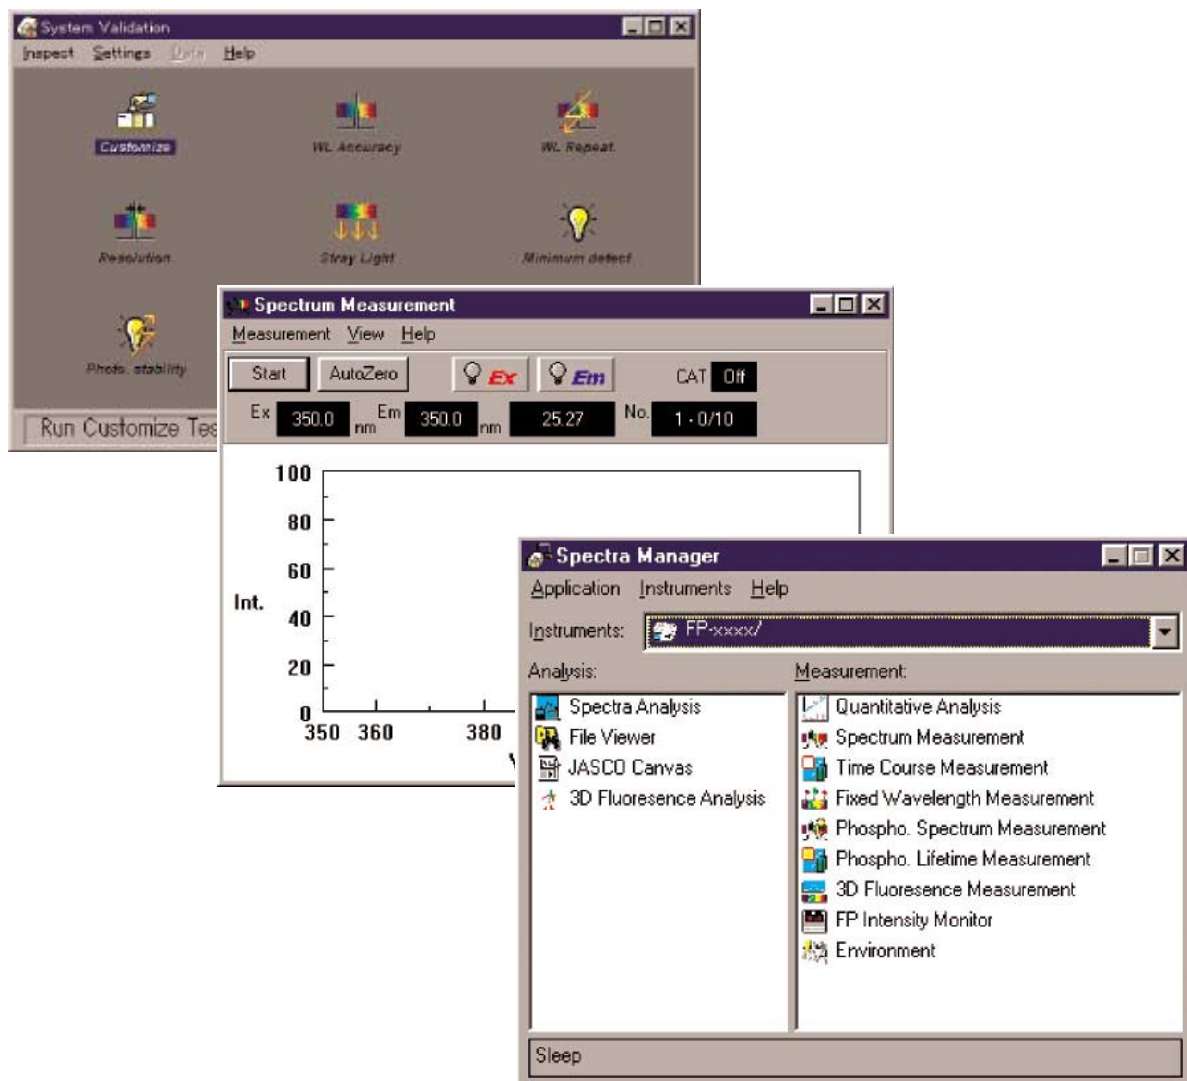 System Validation
Inspect Settings Data Help
Customize WL Accuracy WL Repeat.
Resolution Stray Light Minimum detect
Photo. stability
Run Customize Tes
Spectrum Measurement
Measurement View Help
Start AutoZero Ex Em CAT Off
Ex 350.0 nm Em 350.0 nm 25.27 No. 1 - 0/10
100
80
60
Int.
40
20
0
350 360 380
Spectra Manager
Application Instruments Help
Instruments: FP-xxxx/
Analysis: Measurement:
Spectra Analysis Quantitative Analysis
File Viewer Spectrum Measurement
JASCO Canvas Time Course Measurement
3D Fluoresence Analysis Fixed Wavelength Measurement
Phospho. Spectrum Measurement
Phospho. Lifetime Measurement
3D Fluoresence Measurement
FP Intensity Monitor
Environment
Sleep